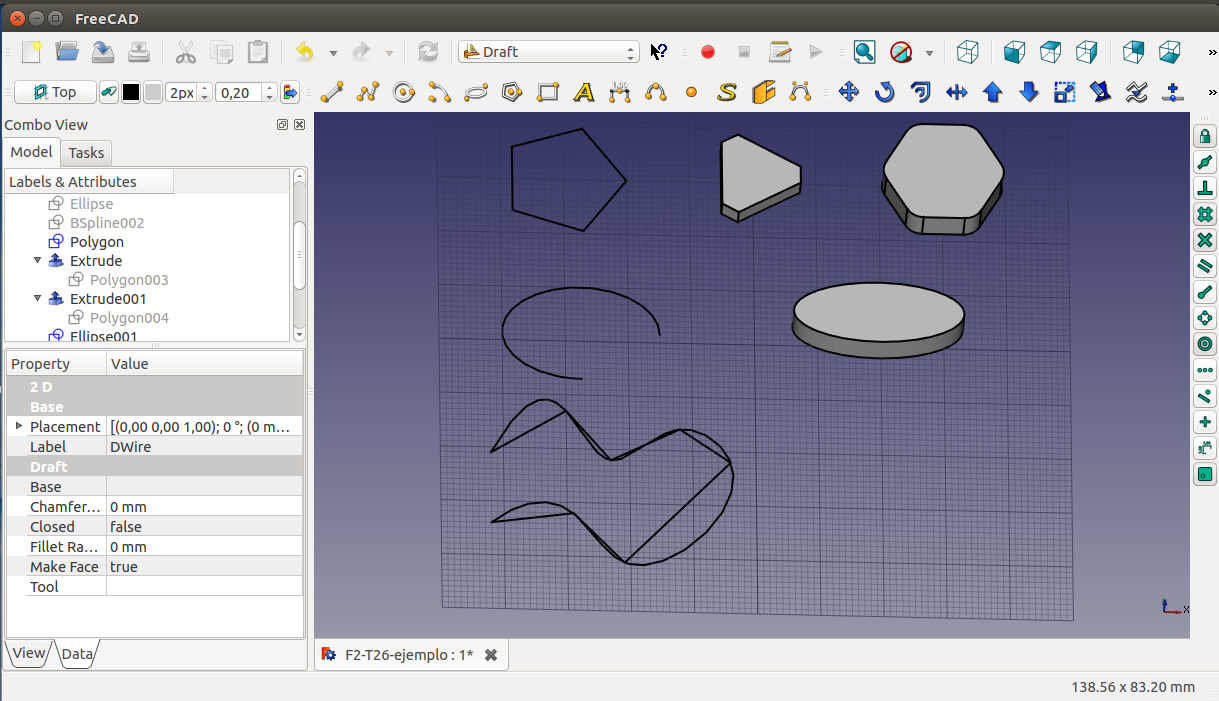 FreeCAD
Draft
Top
2px
0,20
Combo View
Model
Tasks
Labels & Attributes
Ellipse
BSpline002
Polygon
Extrude
Polygon003
Extrude001
Polygon004
Ellipse001
Property Value
2 D
Base
Placement [(0,00 0,00 1,00); 0 °; (0 m...
Label DWire
Draft
Base
Chamfer... 0 mm
Closed false
Fillet Ra... 0 mm
Make Face true
Tool
View
Data
F2-T26-ejemplo : 1*
X
138.56 x 83.20 mm